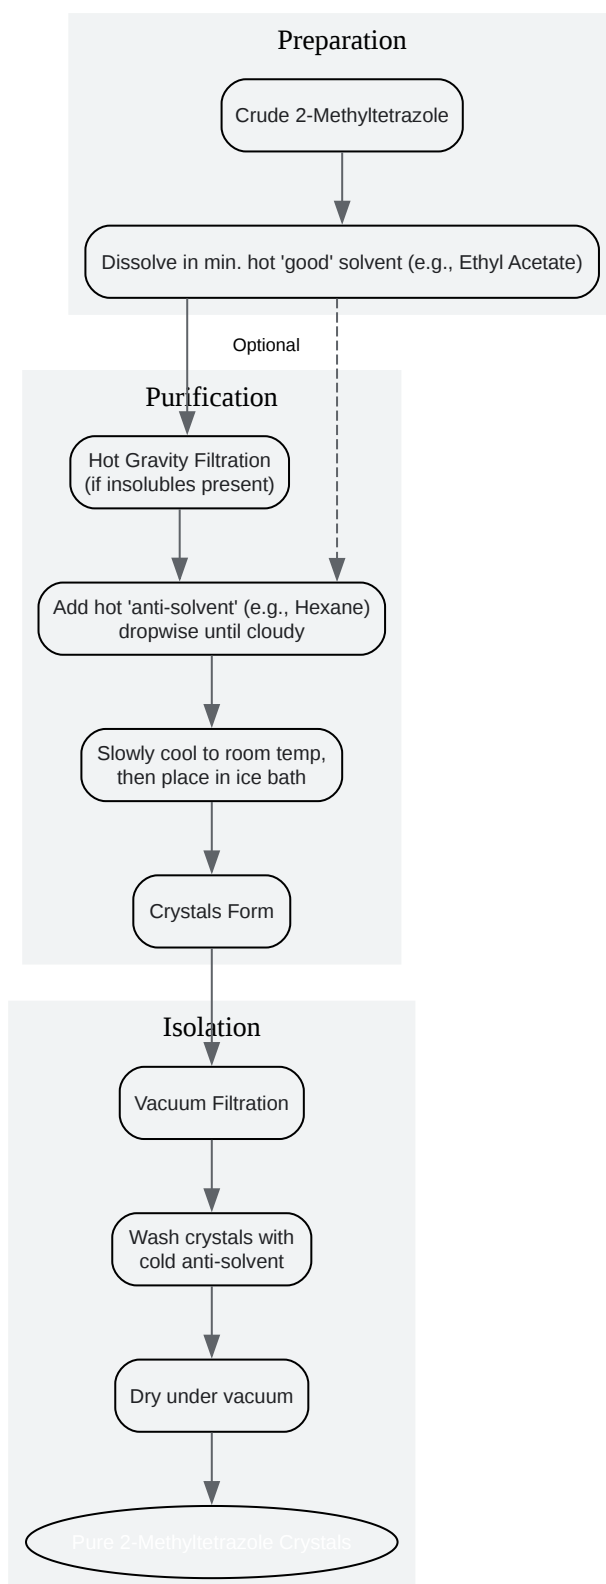 Preparation
Crude 2-Methyltetrazole
Dissolve in min. hot 'good' solvent (e.g., Ethyl Acetate)
Optional
Purification
Hot Gravity Filtration
(if insolubles present)
Add hot 'anti-solvent' (e.g., Hexane)
dropwise until cloudy
Slowly cool to room temp,
then place in ice bath
Crystals Form
Isolation
Vacuum Filtration
Wash crystals with
cold anti-solvent
Dry under vacuum
Pure 2-Methyltetrazole Crystals